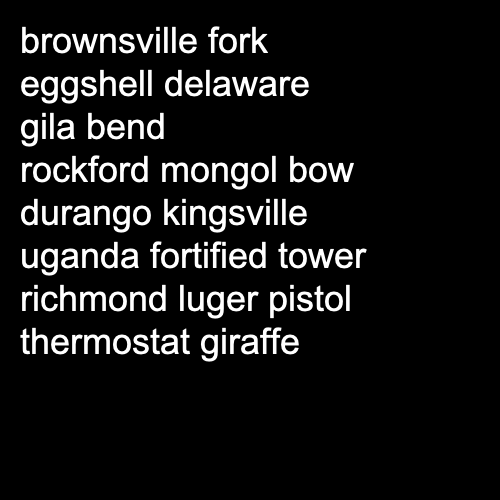 brownsville fork
eggshell delaware
gila bend
rockford mongol bow
durango kingsville
uganda fortified tower
richmond luger pistol
thermostat giraffe